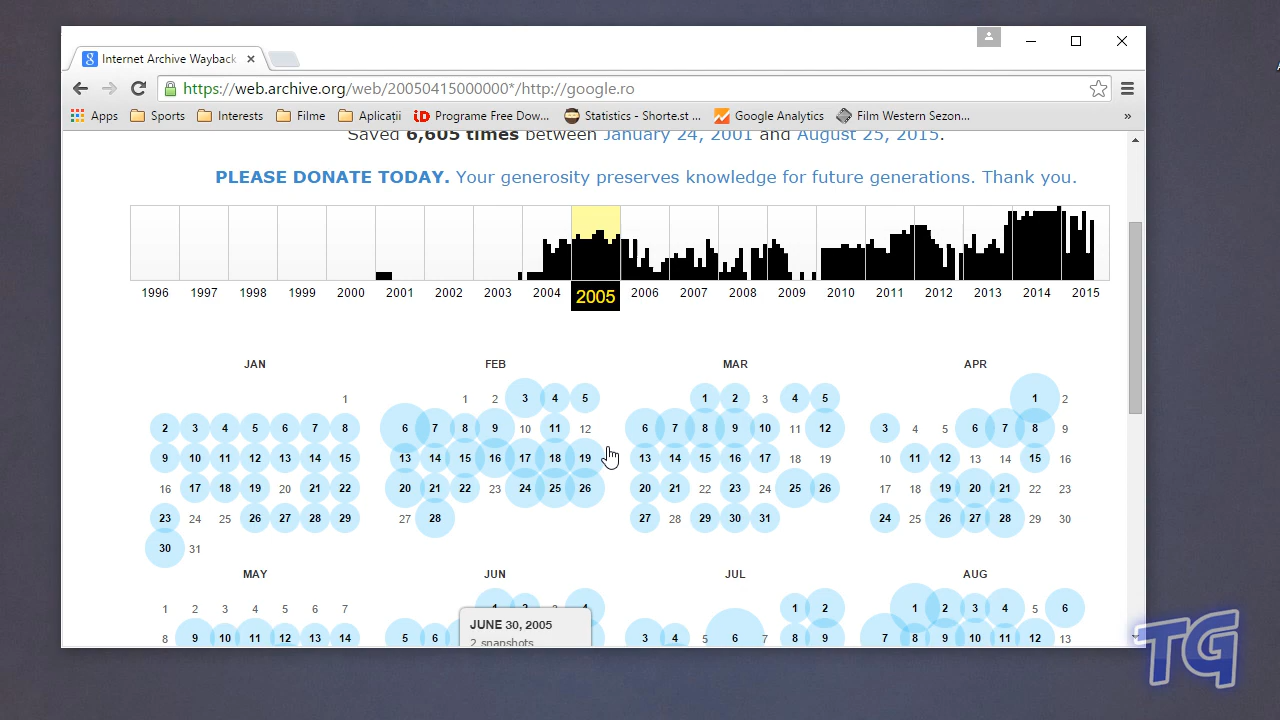 Internet Archive Wayback
https://web.archive.org/web/20050415000000*/http://google.ro
Apps Sports Interests Filme Aplicații Programe Free Dow... Statistics - Shorte.st ... Google Analytics Film Western Sezon... »
Saved 6,605 times between January 24, 2001 and August 25, 2015.
PLEASE DONATE TODAY. Your generosity preserves knowledge for future generations. Thank you.
1996 1997 1998 1999 2000 2001 2002 2003 2004 2005 2006 2007 2008 2009 2010 2011 2012 2013 2014 2015
JAN FEB MAR APR
1 1 2 3 4 5 1 2 3 4 5 1 2
2 3 4 5 6 7 8 6 7 8 9 10 11 12 6 7 8 9 10 11 12 3 4 5 6 7 8 9
9 10 11 12 13 14 15 13 14 15 16 17 18 19 13 14 15 16 17 18 19 10 11 12 13 14 15 16
16 17 18 19 20 21 22 20 21 22 23 24 25 26 20 21 22 23 24 25 26 17 18 19 20 21 22 23
23 24 25 26 27 28 29 27 28 27 28 29 30 31 24 25 26 27 28 29 30
30 31
MAY JUN JUL AUG
1 2 3 4 5 6 7 1 2 3 4 1 2 1 2 3 4 5 6
8 9 10 11 12 13 14 5 6 3 4 5 6 7 8 9 7 8 9 10 11 12 13
JUNE 30, 2005
2 snapshots
TG